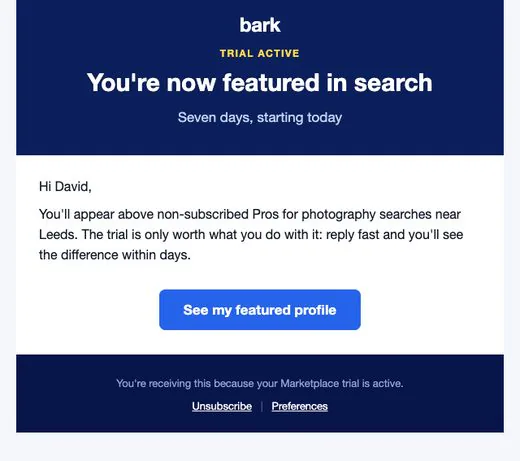 bark
TRIAL ACTIVE
You're now featured in search
Seven days, starting today
Hi David,
You'll appear above non-subscribed Pros for photography searches near
Leeds. The trial is only worth what you do with it: reply fast and you'll see
the difference within days.
See my featured profile
You're receiving this because your Marketplace trial is active.
Unsubscribe | Preferences